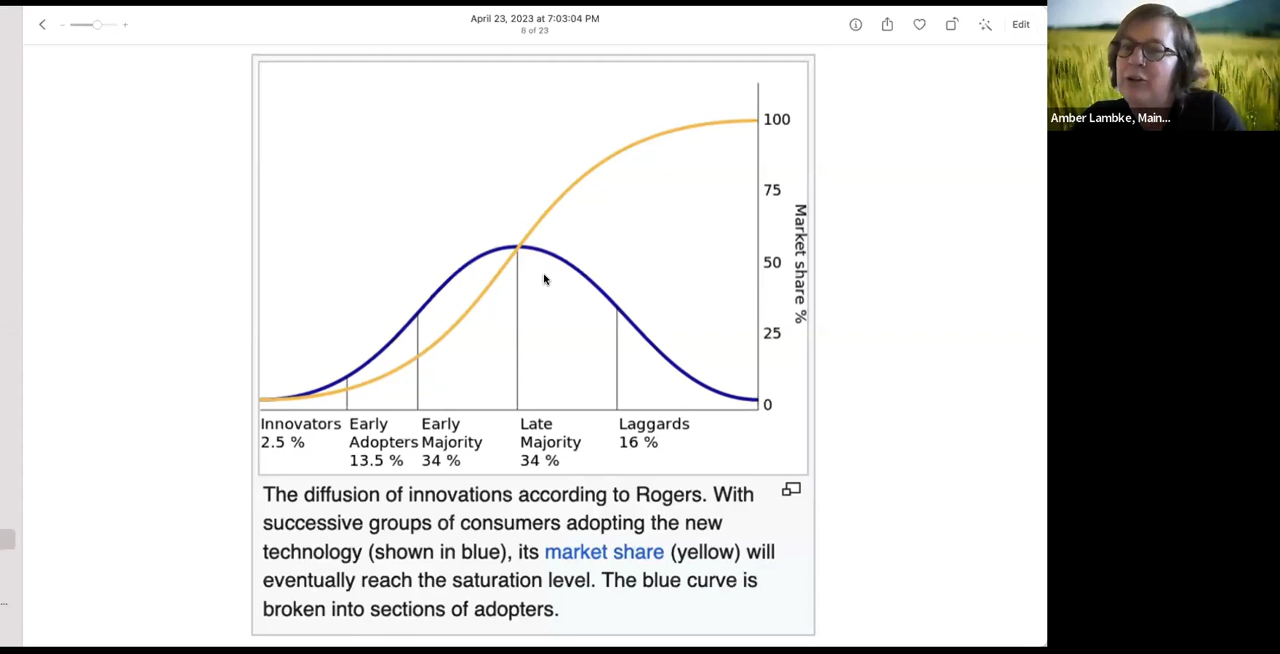 April 23, 2023 at 7:03:04 PM
8 of 23
Edit
Amber Lambke, Main...
100
75
50
25
0
Market share %
Innovators
2.5 %
Early
Adopters
13.5 %
Early
Majority
34 %
Late
Majority
34 %
Laggards
16 %
The diffusion of innovations according to Rogers. With
successive groups of consumers adopting the new
technology (shown in blue), its market share (yellow) will
eventually reach the saturation level. The blue curve is
broken into sections of adopters.